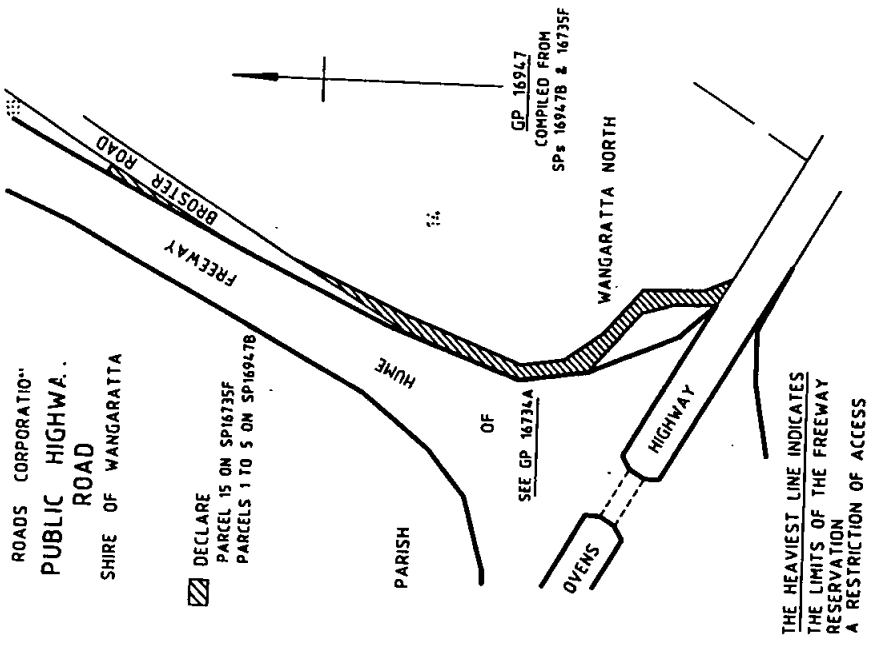 ROADS CORPORATION
PUBLIC HIGHWA..
ROAD
SHIRE OF WANGARATTA
DECLARE
PARCEL 15 ON SP16735F
PARCELS 1 TO 5 ON SP16947B
BROSTER ROAD
FREEWAY
HUME
GP 16947
COMPILED FROM
SPs 16947B & 16735F
WANGARATTA NORTH
PARISH
OF
SEE GP 16734A
OVENS
HIGHWAY
THE HEAVIEST LINE INDICATES
THE LIMITS OF THE FREEWAY
RESERVATION
A RESTRICTION OF ACCESS